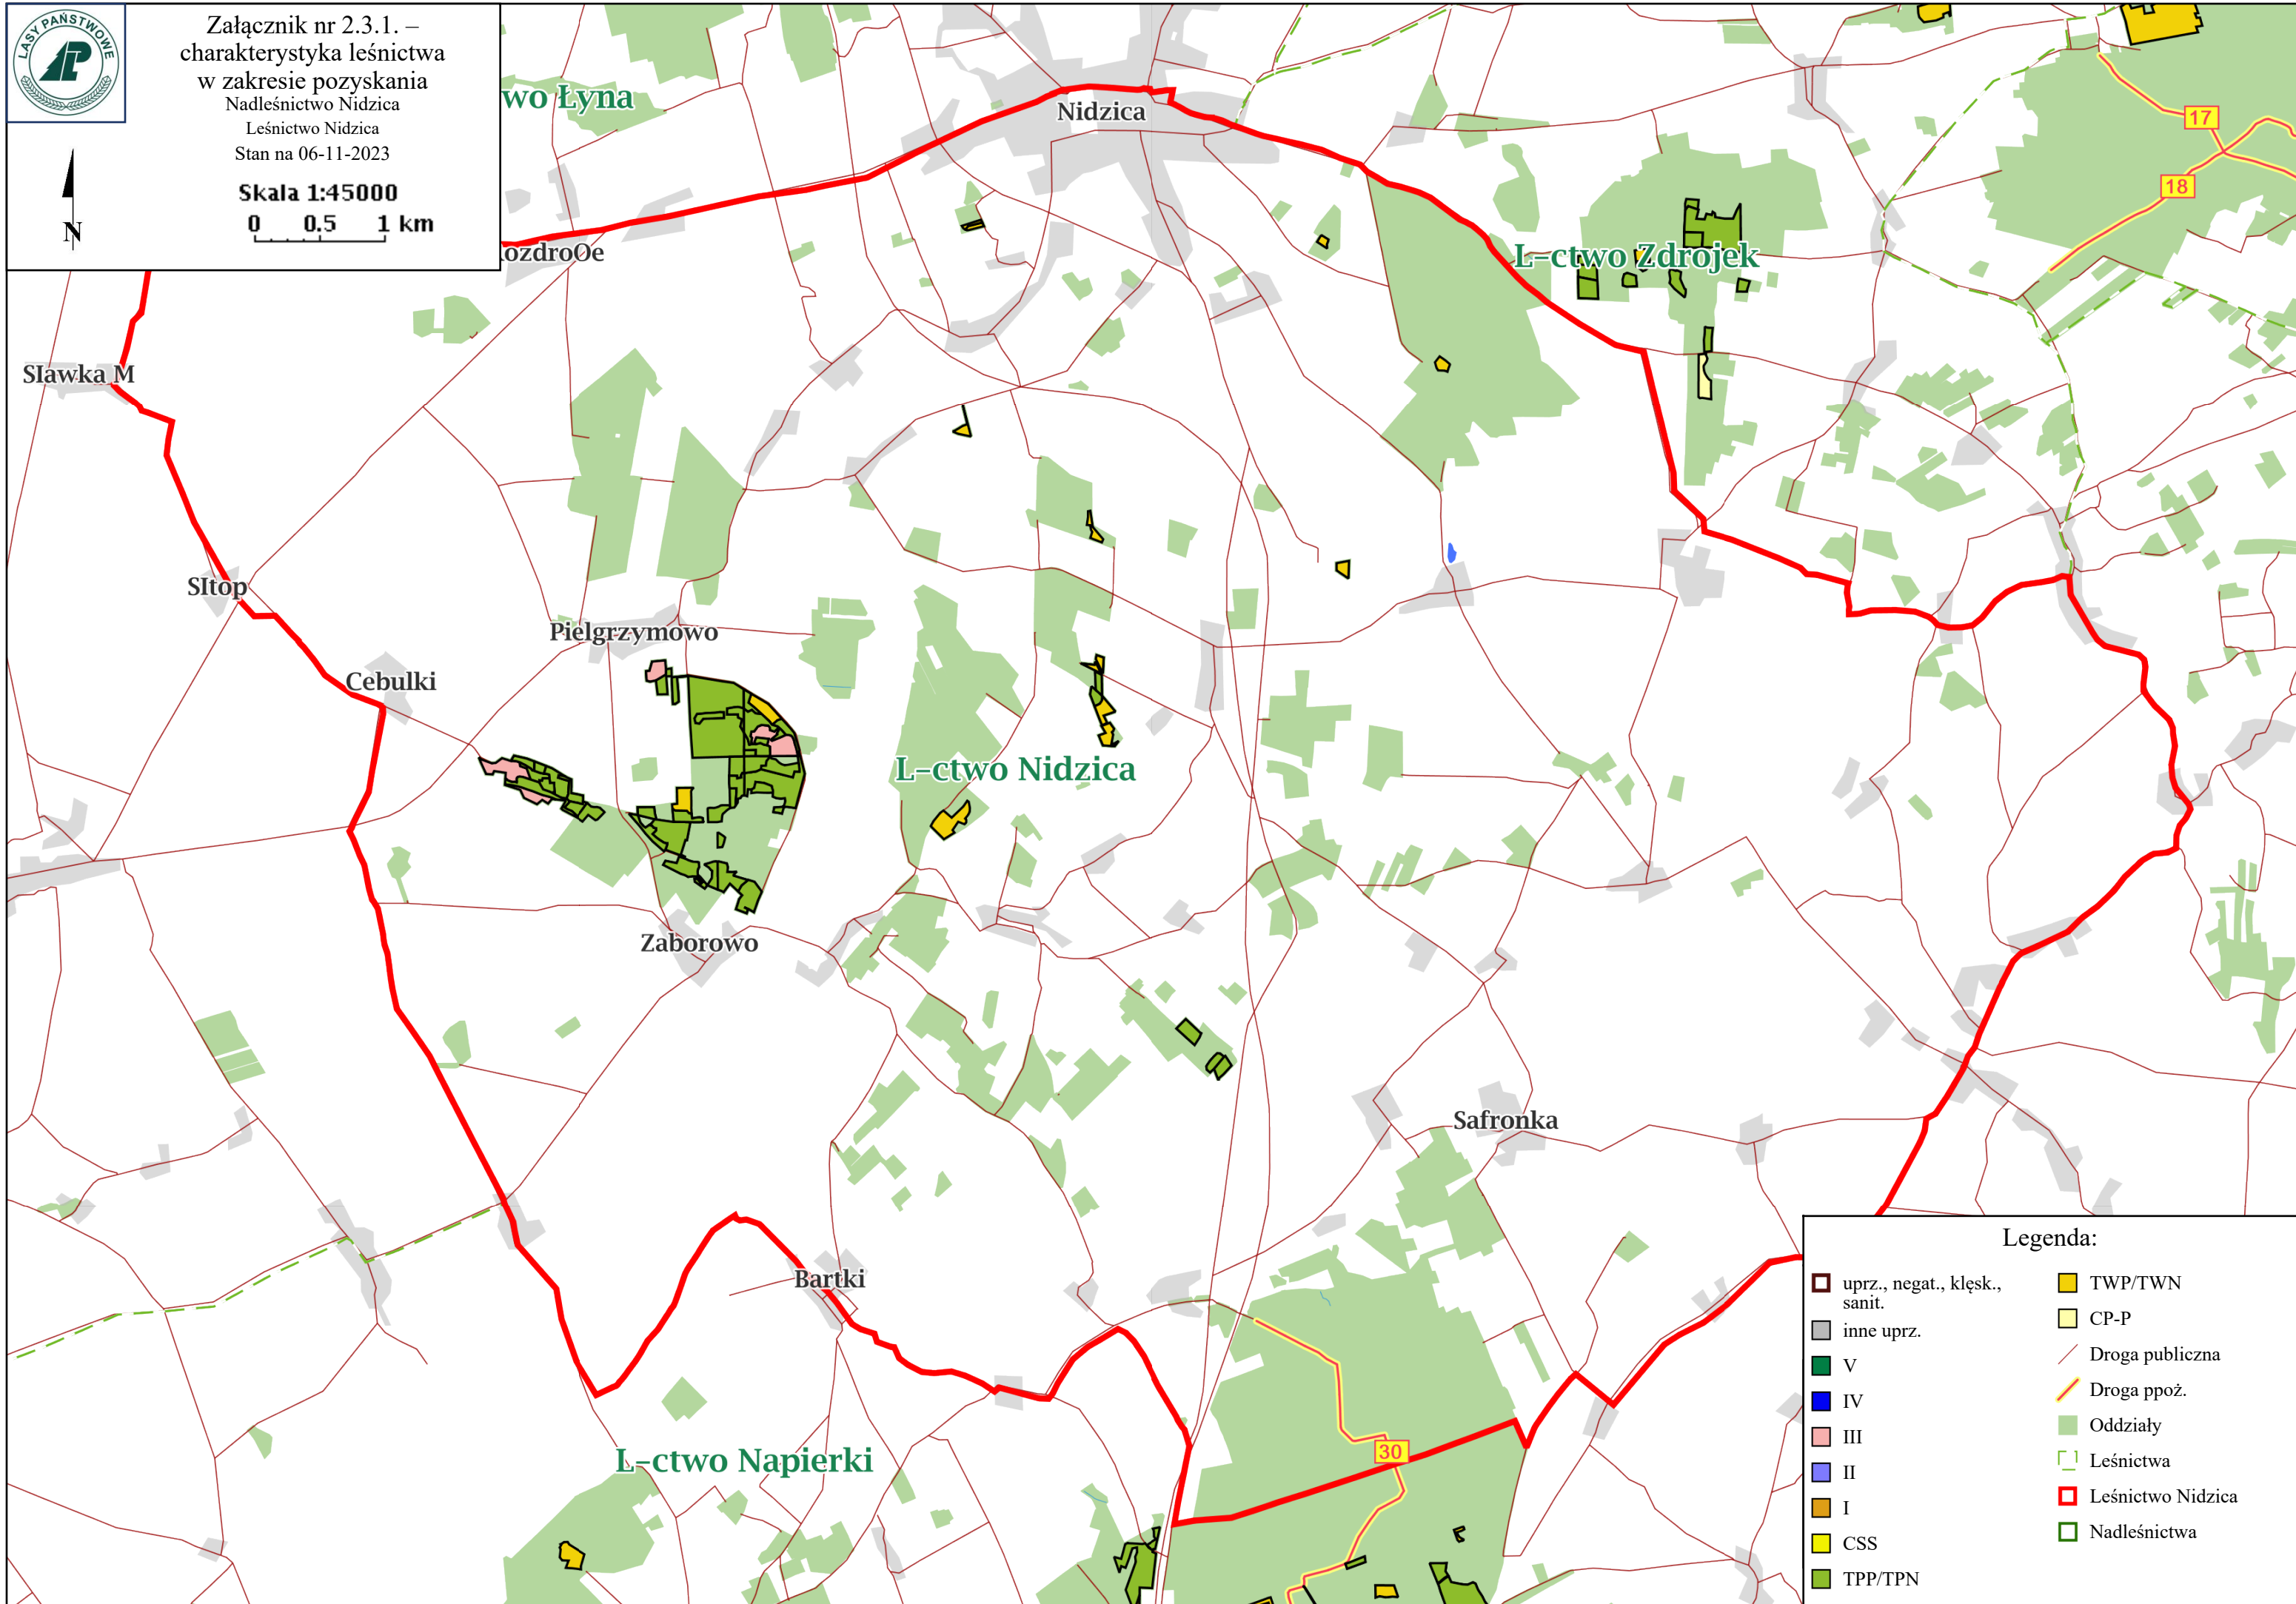 LASY PAŃSTWOWE
Załącznik nr 2.3.1. –
charakterystyka leśnictwa
w zakresie pozyskania
Nadleśnictwo Nidzica
Leśnictwo Nidzica
Stan na 06-11-2023
Skala 1:45000
0 0.5 1 km
N
wo Łyna
Nidzica
17
18
ozdroOe
L-ctwo Zdrojek
SIawka M
SItop
Pielgrzymowo
Cebulki
L-ctwo Nidzica
Zaborowo
Safronka
Bartki
30
L-ctwo Napierki
Legenda:
uprz., negat., klęsk.,
sanit.
inne uprz.
V
IV
III
II
I
CSS
TPP/TPN
TWP/TWN
CP-P
Droga publiczna
Droga ppoż.
Oddziały
Leśnictwa
Leśnictwo Nidzica
Nadleśnictwa